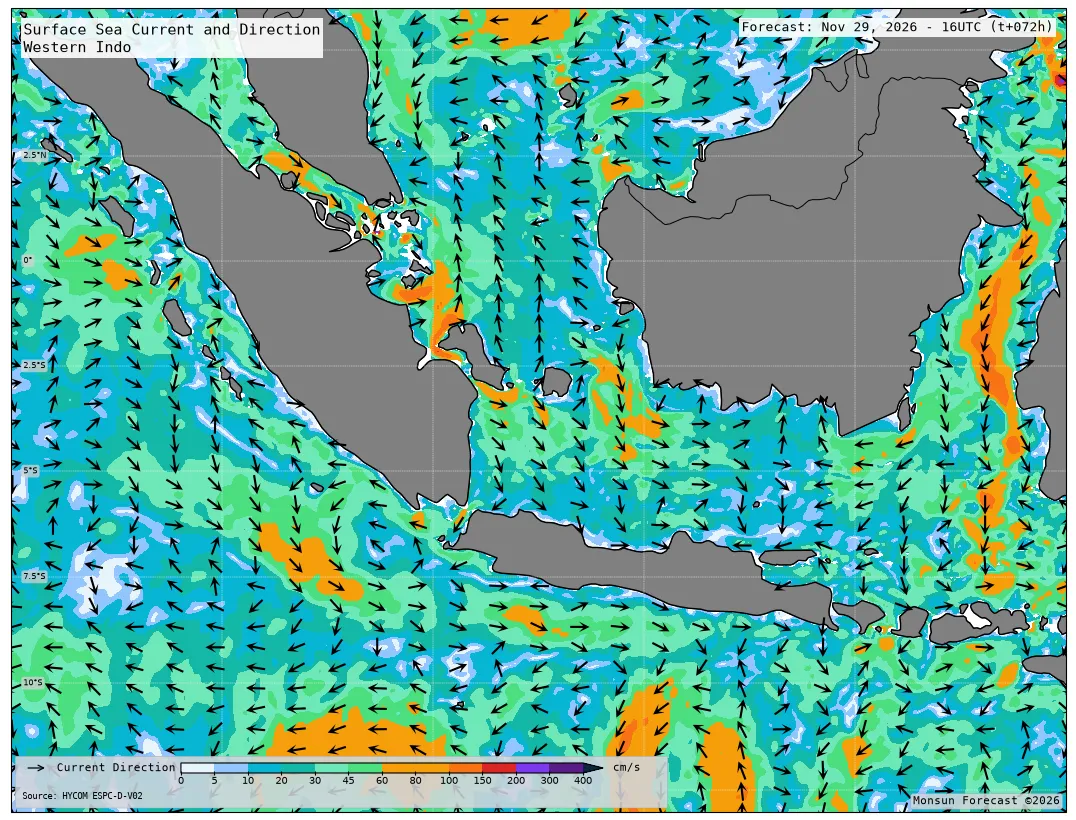 Surface Sea Current and Direction
Western Indo
Forecast: Nov 29, 2026 - 16UTC (t+072h)
2.5°N
0°
2.5°S
5°S
7.5°S
10°S
Current Direction
0 5 10 20 30 45 60 80 100 150 200 300 400 cm/s
Source: HYCOM ESPC-D-V02
Monsun Forecast ©2026